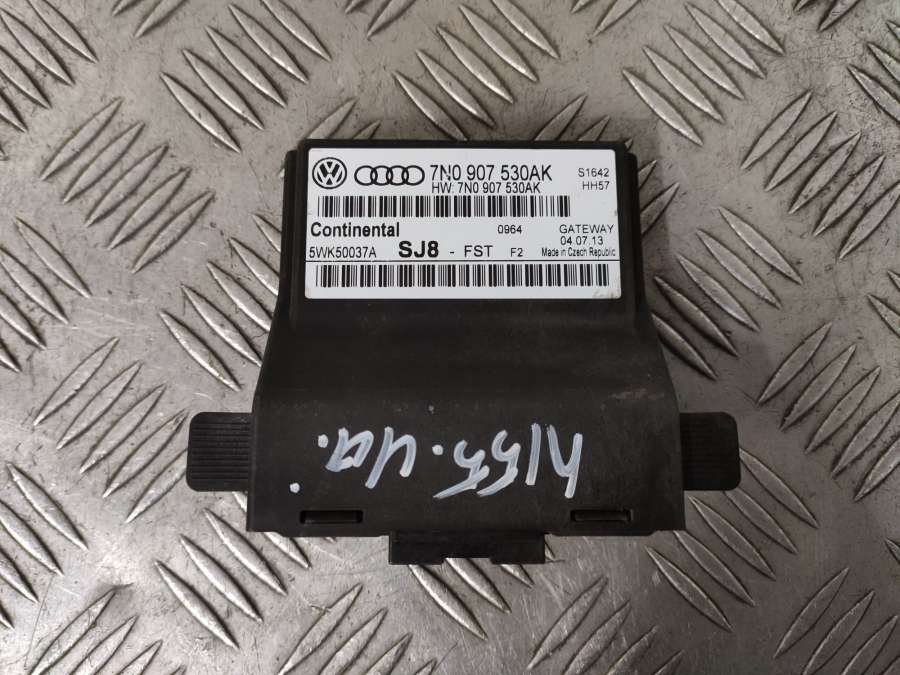 7N0 907 530AK
HW: 7N0 907 530AK
S1642
HH57
Continental
0964
GATEWAY
04.07.13
5WK50037A
SJ8 - FST F2
Made in Czech Republic